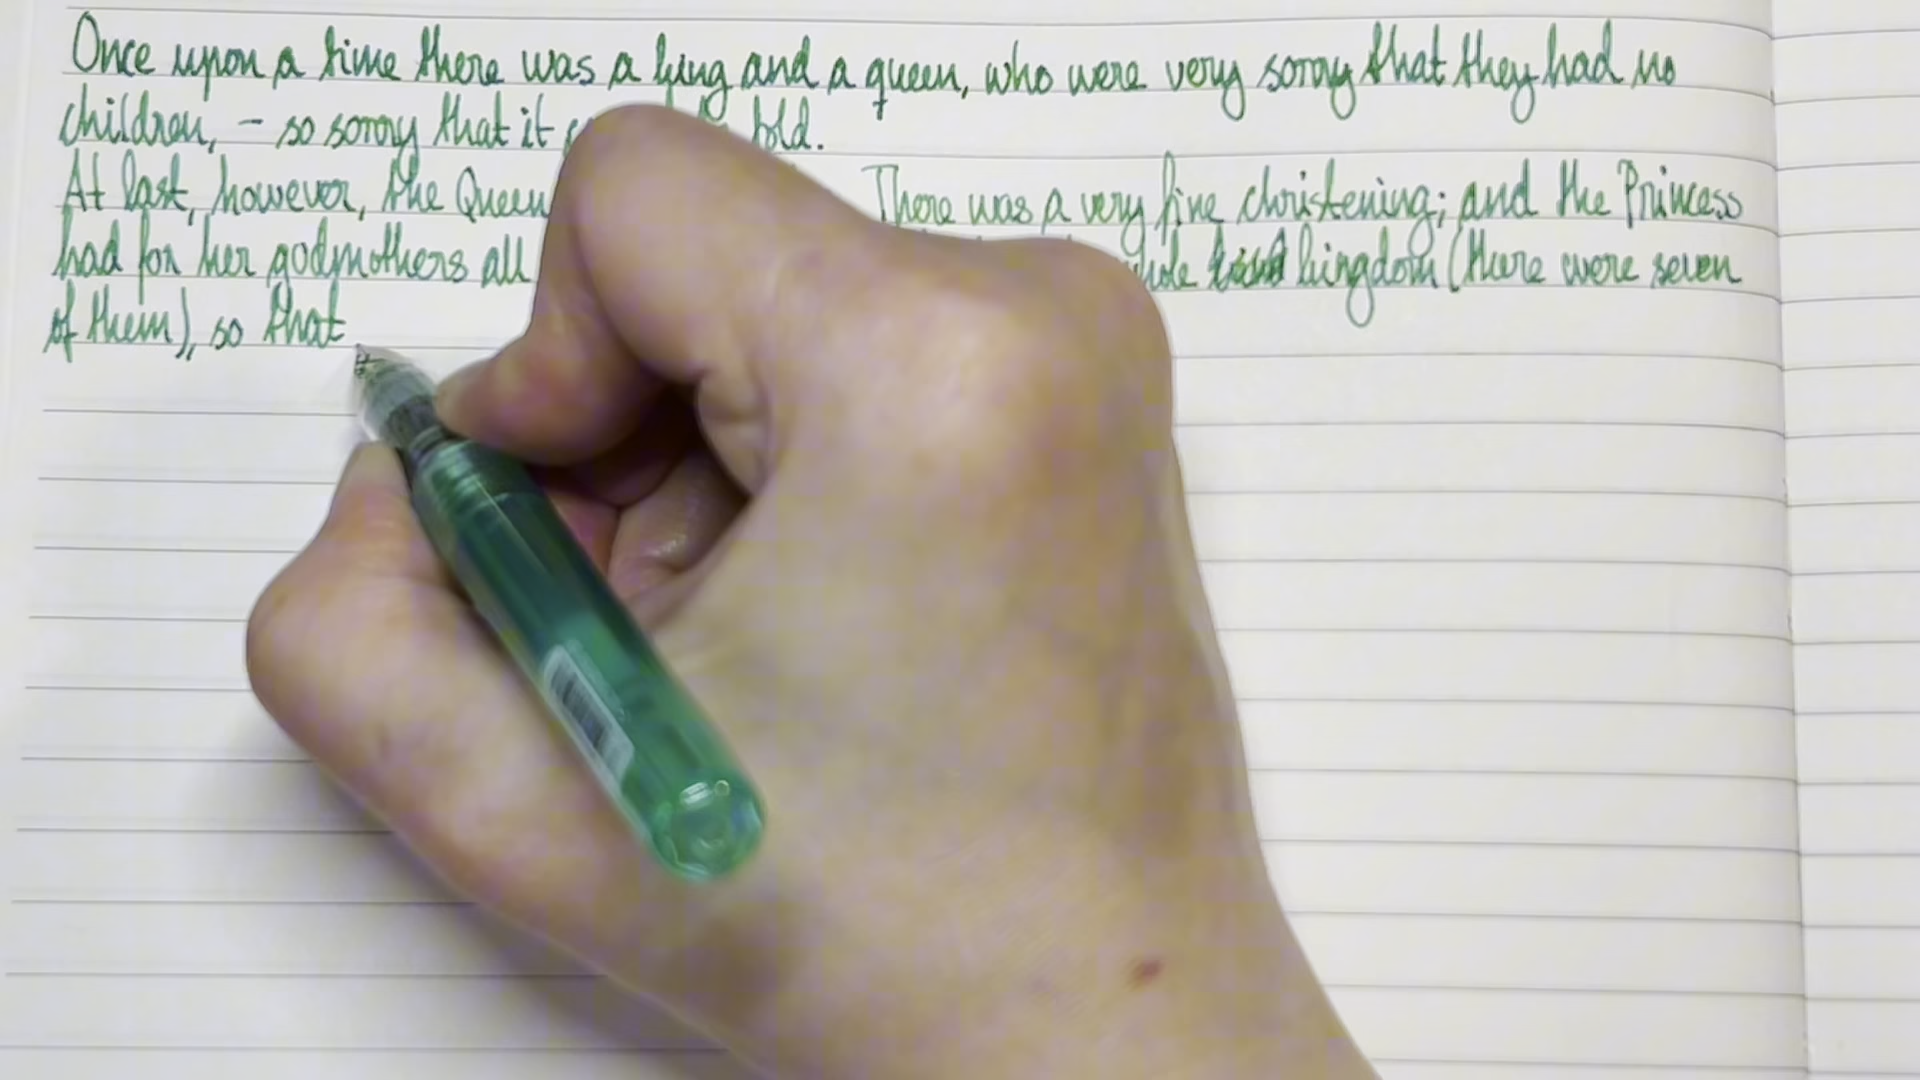 Once upon a time there was a king and a queen, who were very sorry that they had no
children, – so sorry that it told.
At last, however, the Queen There was a very fine christening; and the Princess
had for her godmothers all kingdom (there were seven
of them), so that